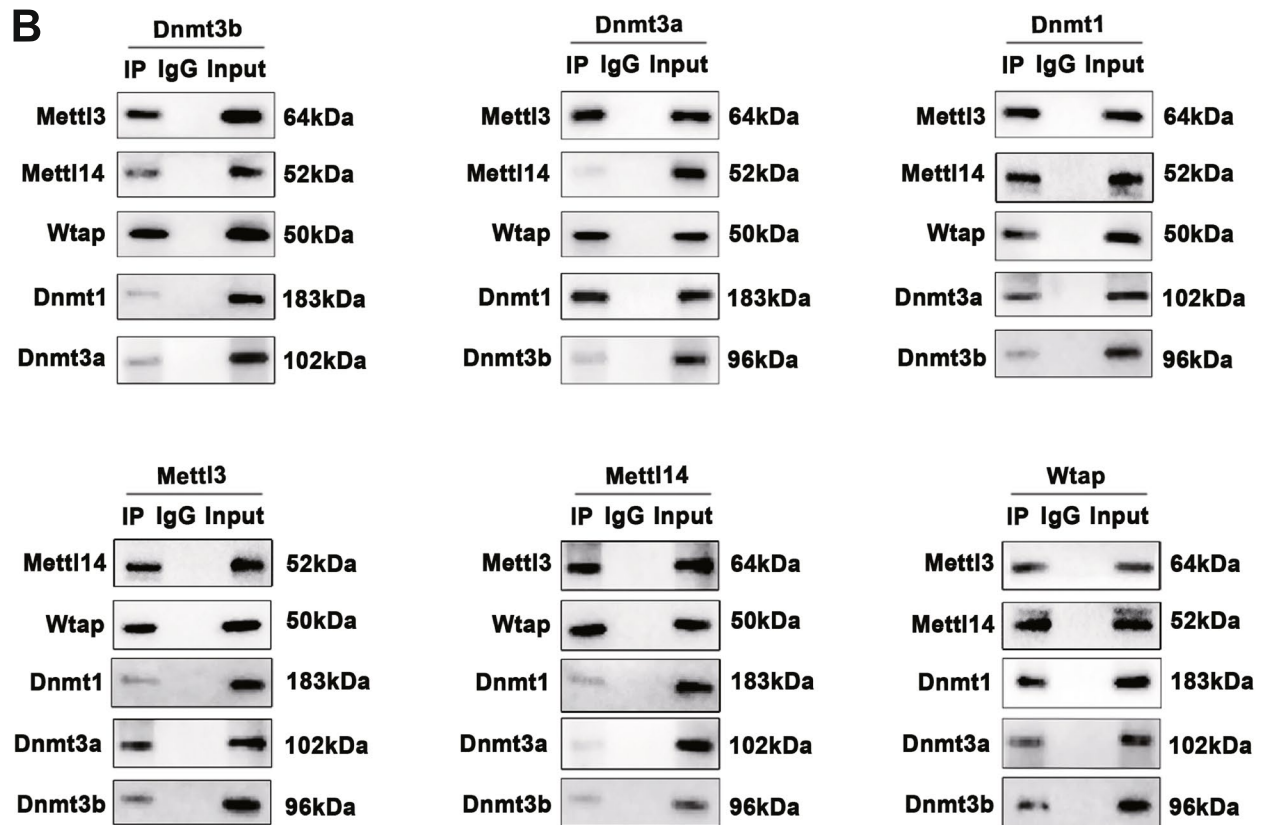 B
Dnmt3b
IP IgG Input
Mettl3 64kDa
Mettl14 52kDa
Wtap 50kDa
Dnmt1 183kDa
Dnmt3a 102kDa
Dnmt3a
IP IgG Input
Mettl3 64kDa
Mettl14 52kDa
Wtap 50kDa
Dnmt1 183kDa
Dnmt3b 96kDa
Dnmt1
IP IgG Input
Mettl3 64kDa
Mettl14 52kDa
Wtap 50kDa
Dnmt3a 102kDa
Dnmt3b 96kDa
Mettl3
IP IgG Input
Mettl14 52kDa
Wtap 50kDa
Dnmt1 183kDa
Dnmt3a 102kDa
Dnmt3b 96kDa
Mettl14
IP IgG Input
Mettl3 64kDa
Wtap 50kDa
Dnmt1 183kDa
Dnmt3a 102kDa
Dnmt3b 96kDa
Wtap
IP IgG Input
Mettl3 64kDa
Mettl14 52kDa
Dnmt1 183kDa
Dnmt3a 102kDa
Dnmt3b 96kDa